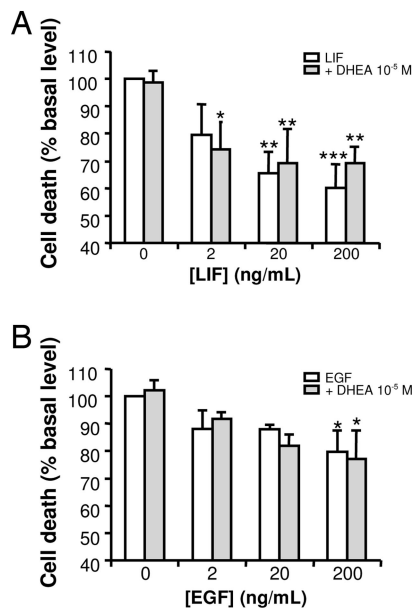 A
Cell death (% basal level)
110
100
90
80
70
60
50
40
LIF
+ DHEA 10⁻⁵ M
*
**
**
***
**
0 2 20 200
[LIF] (ng/mL)
B
Cell death (% basal level)
110
100
90
80
70
60
50
40
EGF
+ DHEA 10⁻⁵ M
* *
0 2 20 200
[EGF] (ng/mL)